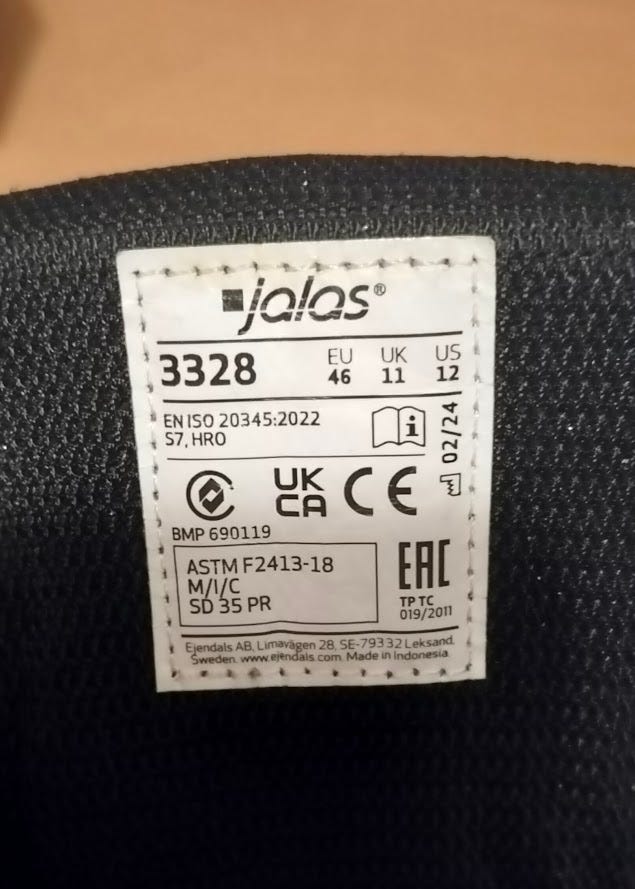 jalas®
3328 EU 46 UK 11 US 12
EN ISO 20345:2022
S7, HRO
i
02/24
UK
CA
CE
BMP 690119
ASTM F2413-18
M/I/C
SD 35 PR
EAC
TP TC
019/2011
Ejendals AB, Limavägen 28, SE-793 32 Leksand,
Sweden. www.ejendals.com. Made in Indonesia